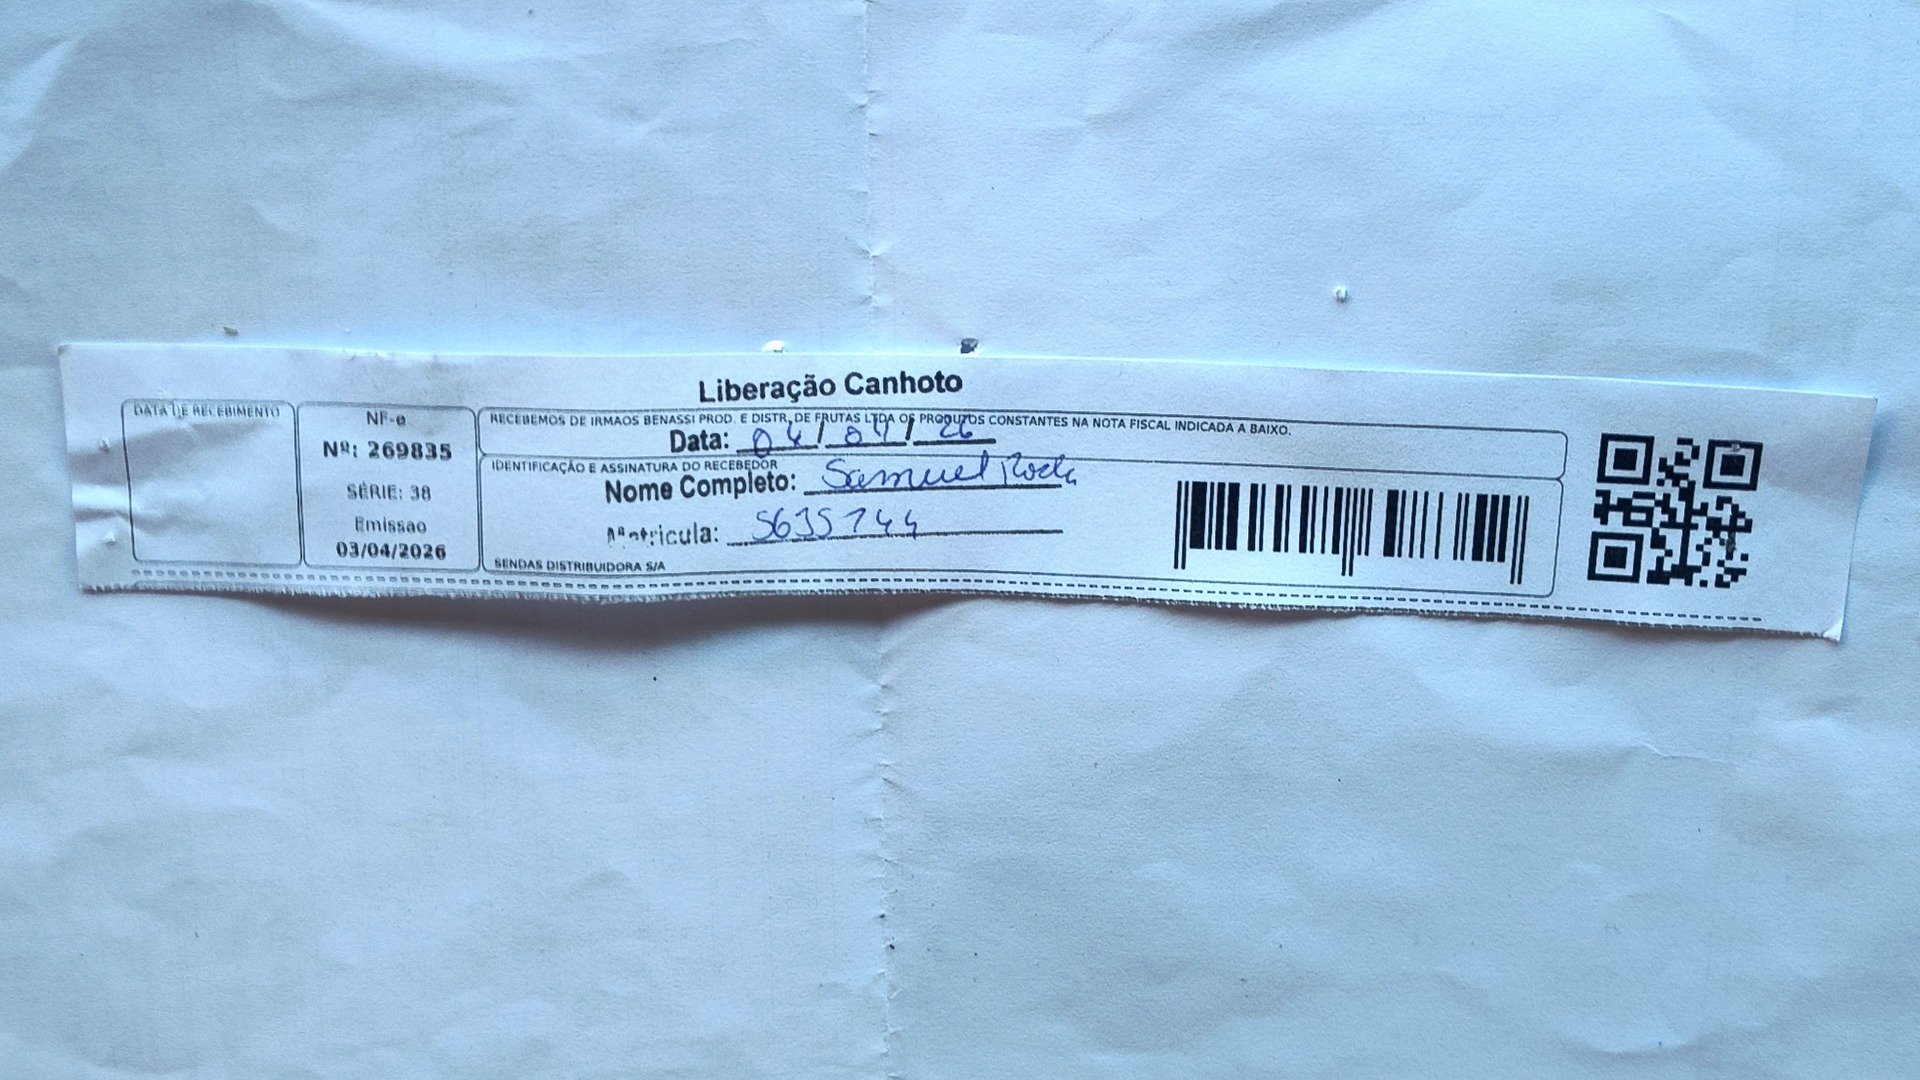 Liberação Canhoto
DATA DE RECEBIMENTO
NF-e
Nº: 269835
SÉRIE: 38
Emissao
03/04/2026
RECEBEMOS DE IRMAOS BENASSI PROD. E DISTR. DE FRUTAS LTDA OS PRODUTOS CONSTANTES NA NOTA FISCAL INDICADA A BAIXO.
Data: 04/04/26
IDENTIFICAÇÃO E ASSINATURA DO RECEBEDOR
Nome Completo: Samuel
Matricula: 5635744
SENDAS DISTRIBUIDORA S/A